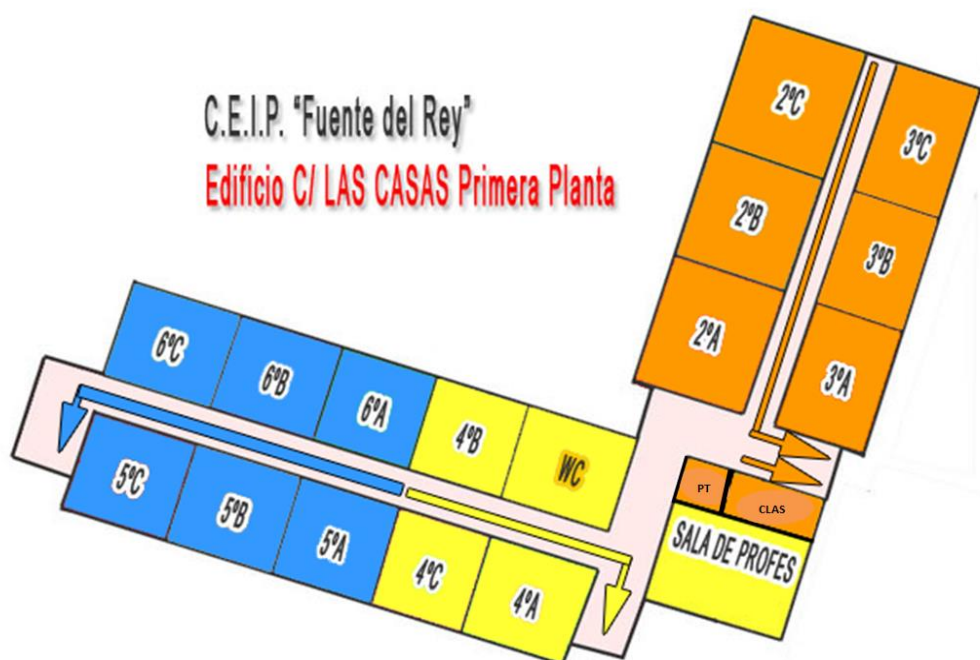 C.E.I.P. "Fuente del Rey"
Edificio C/ LAS CASAS Primera Planta
2ºC
3ºC
2ºB
3ºB
2ºA
3ºA
6ºC
6ºB
6ºA
4ºB
WC
5ºC
5ºB
5ºA
4ºC
4ºA
PT
CLAS
SALA DE PROFES